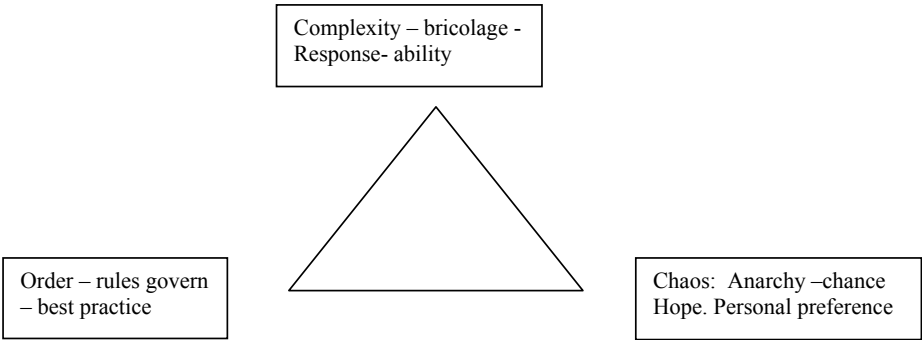 Complexity – bricolage -
Response- ability
Order – rules govern
– best practice
Chaos:  Anarchy –chance
Hope. Personal preference